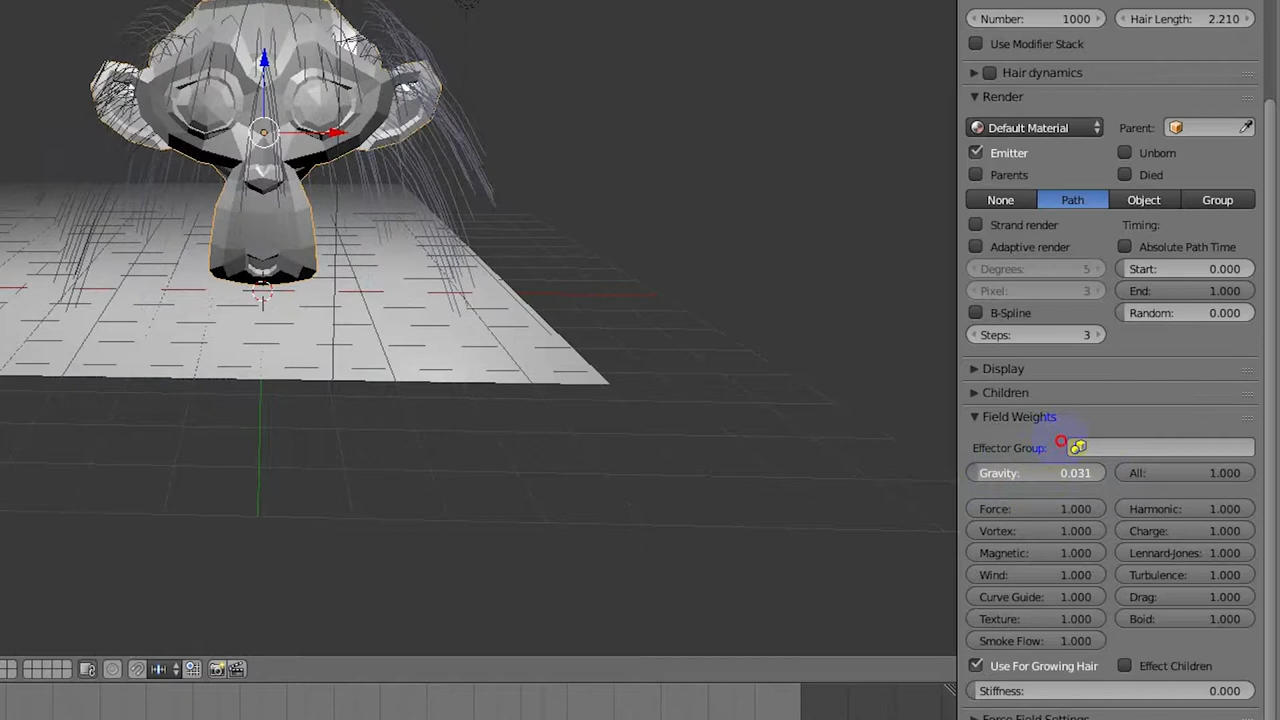 Number: 1000 Hair Length: 2.210
Use Modifier Stack
Hair dynamics
Render
Default Material Parent:
Emitter Unborn
Parents Died
None Path Object Group
Strand render Timing:
Adaptive render Absolute Path Time
Degrees: 5 Start: 0.000
Pixel: 3 End: 1.000
B-Spline Random: 0.000
Steps: 3
Display
Children
Field Weights
Effector Group:
Gravity: 0.031 All: 1.000
Force: 1.000 Harmonic: 1.000
Vortex: 1.000 Charge: 1.000
Magnetic: 1.000 Lennard-Jones: 1.000
Wind: 1.000 Turbulence: 1.000
Curve Guide: 1.000 Drag: 1.000
Texture: 1.000 Boid: 1.000
Smoke Flow: 1.000
Use For Growing Hair Effect Children
Stiffness: 0.000
Force Field Settings